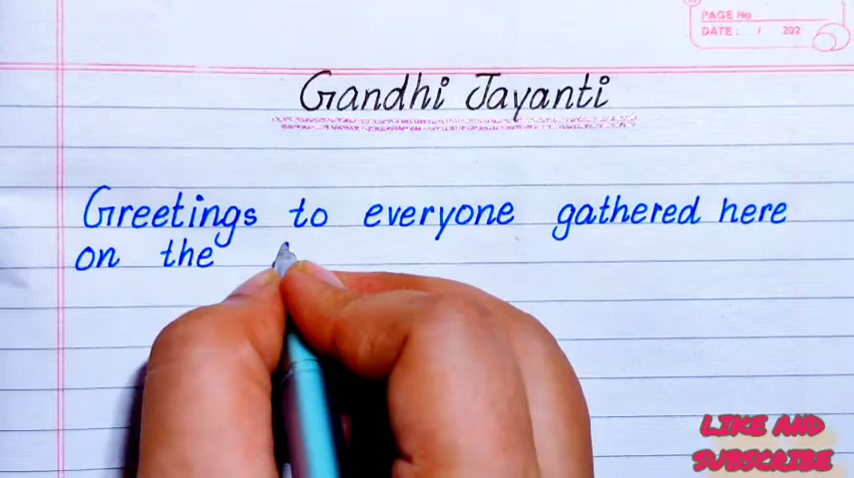 PAGE No
DATE: / 202
Gandhi Jayanti
Greetings to everyone gathered here
on the
LIKE AND
SUBSCRIBE